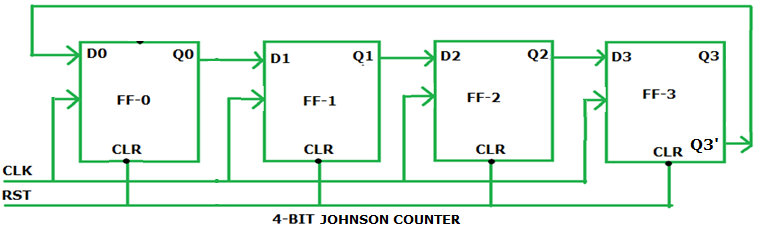 D0 Q0 D1 Q1 D2 Q2 D3 Q3
FF-0 FF-1 FF-2 FF-3
CLR CLR CLR CLR Q3'
CLK
RST
4-BIT JOHNSON COUNTER